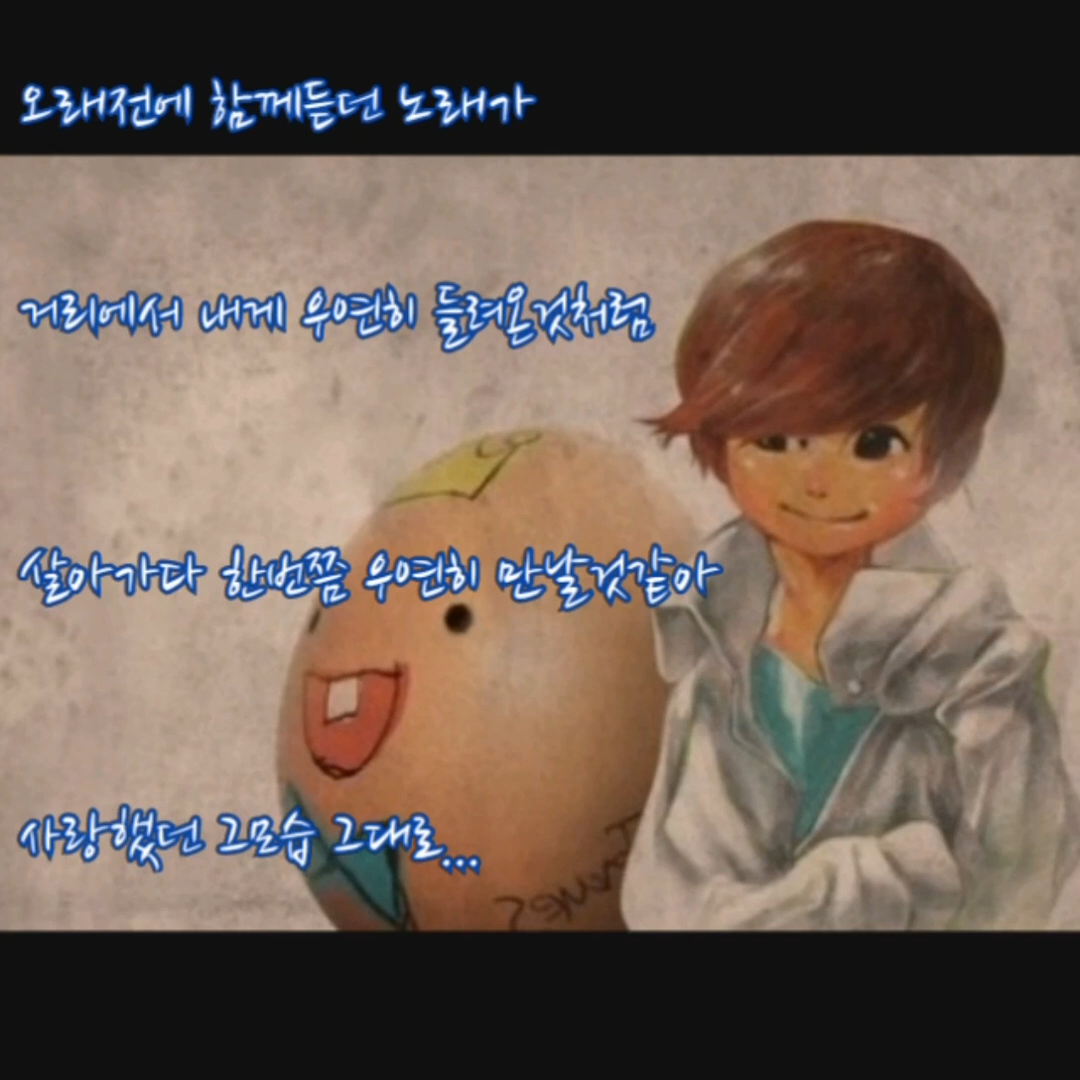 오래전에 함께듣던 노래가
거리에서 내게 우연히 들려온것처럼
살아가다 한번쯤 우연히 만날것같아
사랑했던 그모습 그대로...